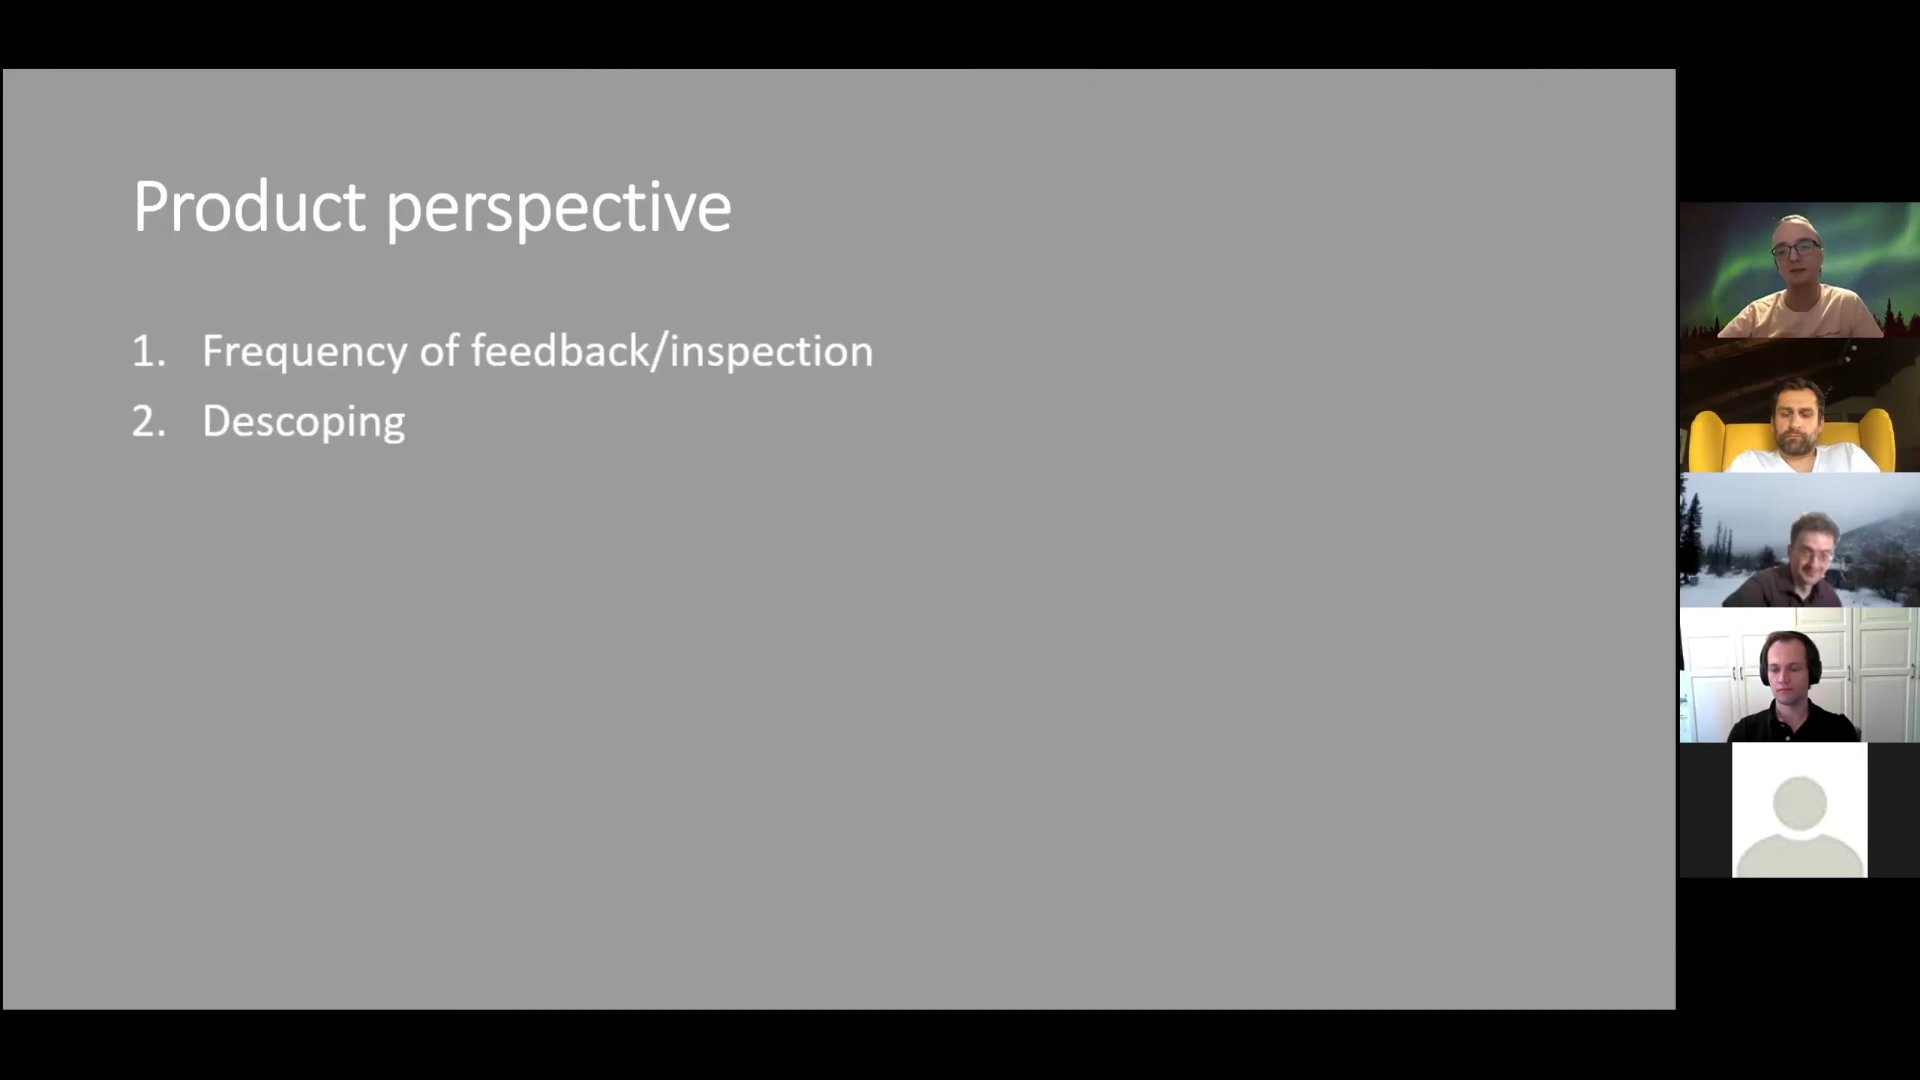 Product perspective
1. Frequency of feedback/inspection
2. Descoping